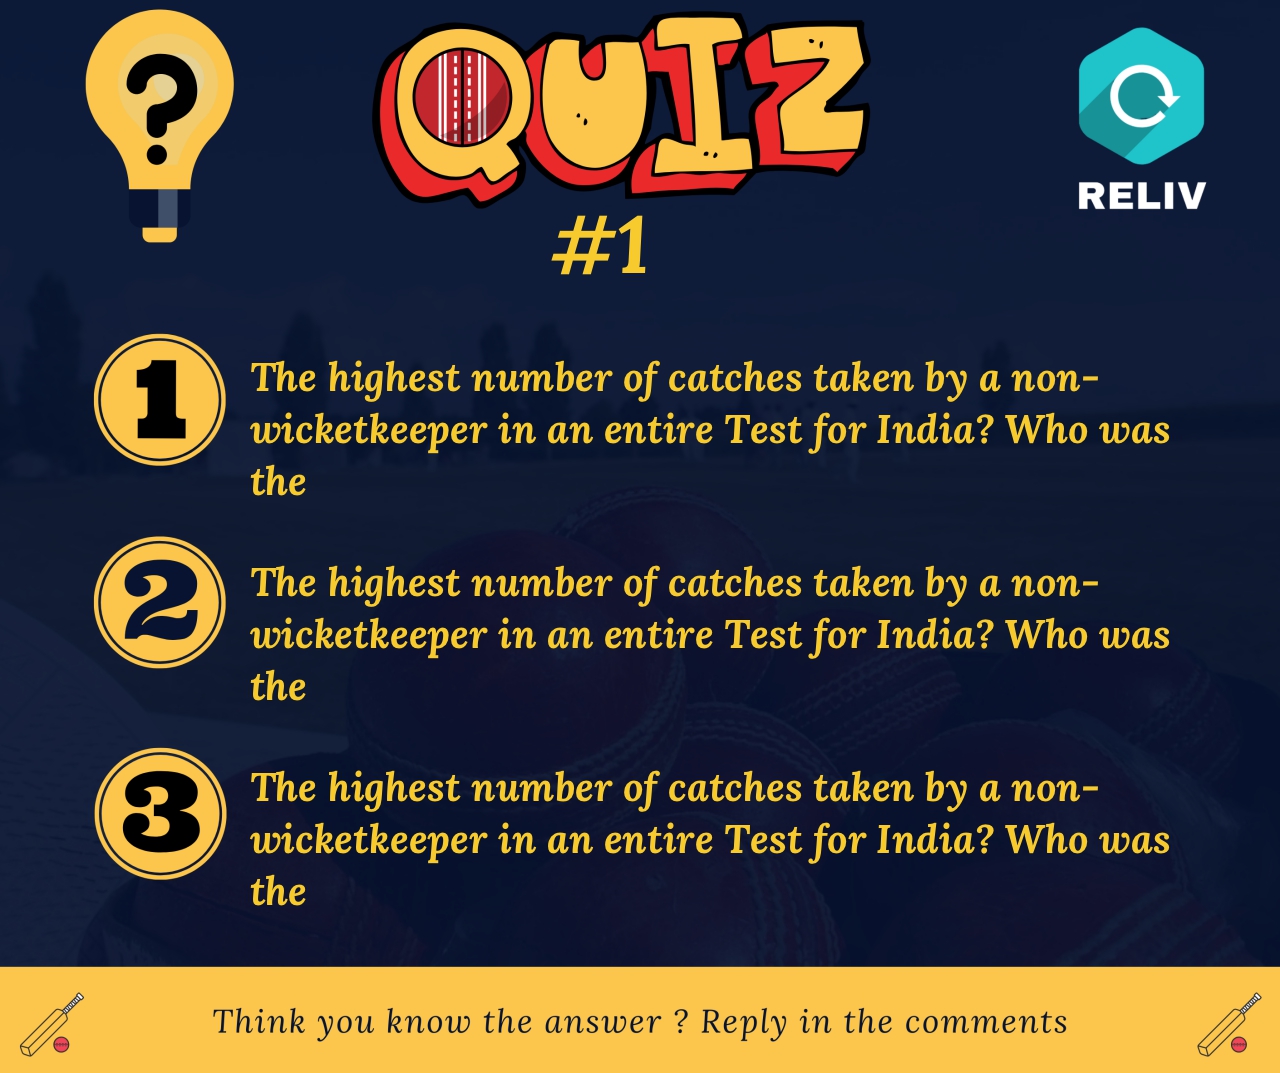 ?
QUIZ
RELIV
#1
1
The highest number of catches taken by a non-
wicketkeeper in an entire Test for India? Who was
the
2
The highest number of catches taken by a non-
wicketkeeper in an entire Test for India? Who was
the
3
The highest number of catches taken by a non-
wicketkeeper in an entire Test for India? Who was
the
Think you know the answer ? Reply in the comments